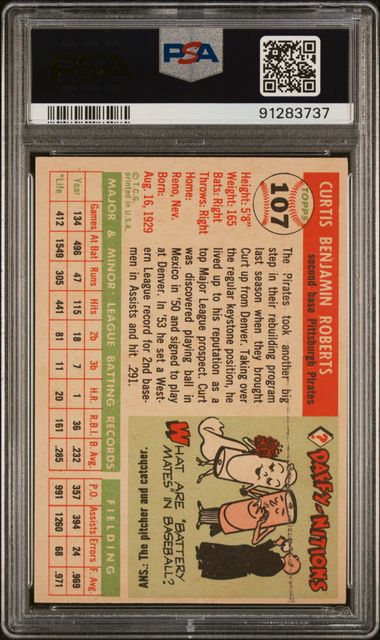 PSA
PSA
91283737
TOPPS
107
CURTIS BENJAMIN ROBERTS
second base Pittsburgh Pirates
Height: 5'8"
Weight: 165
Bats: Right
Throws: Right
Home:
Reno, Nev.
Born:
Aug. 16, 1929
© T.C.G.
printed in U.S.A.
The Pirates took another big
step in their rebuilding program
last season when they brought
Curt up from Denver. Taking over
the regular Keystone position, he
lived up to his reputation as a
top Major League prospect. Curt
was discovered playing ball in
Mexico in '50 and signed to play
at Denver. In '53 he set a West-
ern League record for 2nd base-
men in Assists and hit .291.
? DAFFY-NITIONS
WHAT ARE "BATTERY
MATES" IN BASEBALL?
ANS.: The pitcher and catcher.
MAJOR & MINOR LEAGUE BATTING RECORDS FIELDING
Games At Bat Runs Hits 2b 3b H.R. R.B.I. B. Avg. P.O. Assists Errors F. Avg.
134 496 47 115 18 7 1 36 .232 357 394 24 .969
*Life 412 1549 305 441 81 11 20 161 .285 991 1260 68 .971